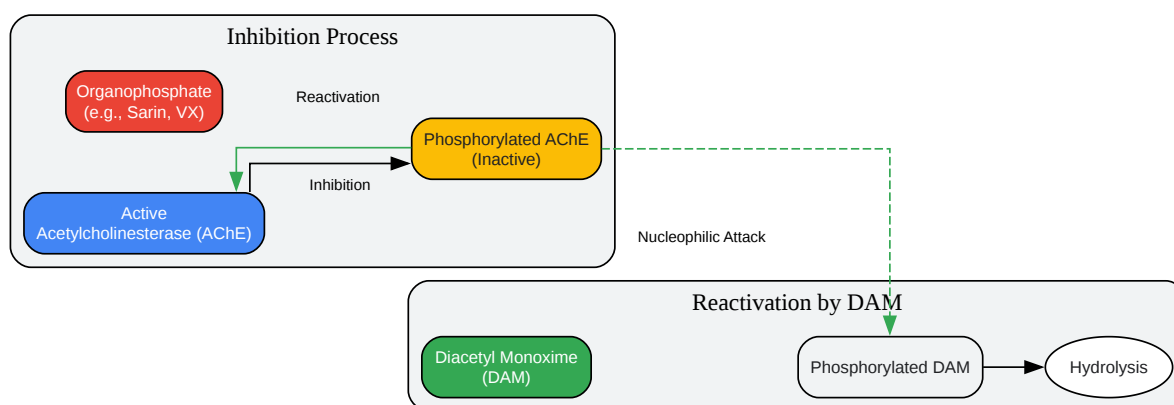 Inhibition Process
Organophosphate
(e.g., Sarin, VX)
Reactivation
Phosphorylated AChE
(Inactive)
Inhibition
Active
Acetylcholinesterase (AChE)
Nucleophilic Attack
Reactivation by DAM
Diacetyl Monoxime
(DAM)
Phosphorylated DAM
Hydrolysis